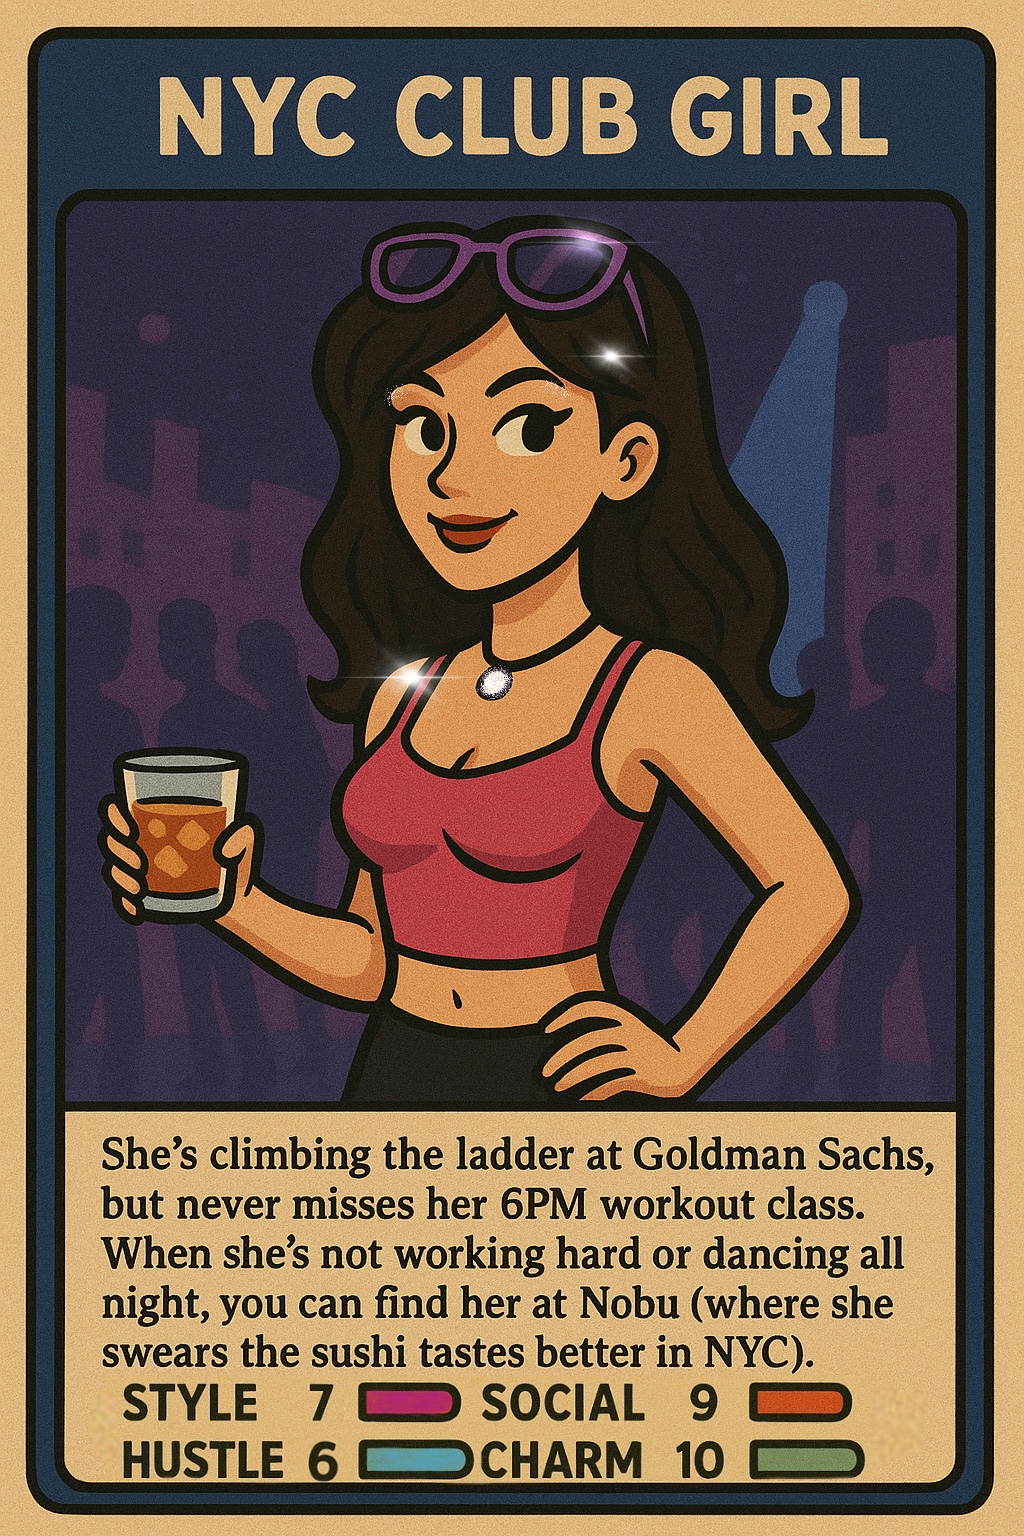 NYC CLUB GIRL
She's climbing the ladder at Goldman Sachs,
but never misses her 6PM workout class.
When she's not working hard or dancing all
night, you can find her at Nobu (where she
swears the sushi tastes better in NYC).
STYLE 7 SOCIAL 9
HUSTLE 6 CHARM 10